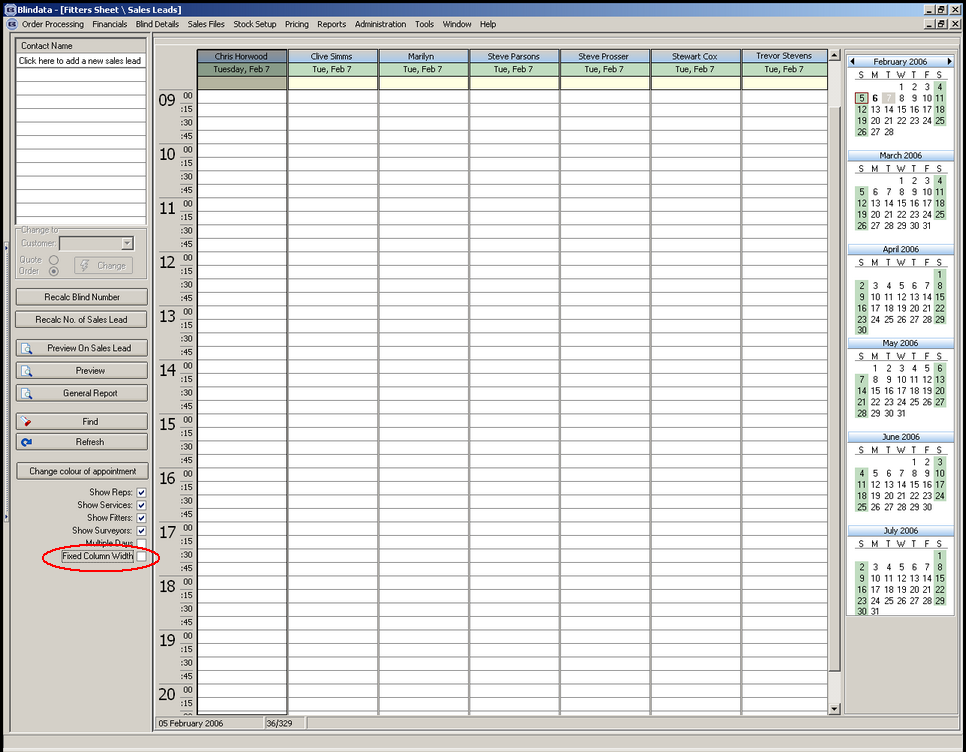 Blindata - [Fitters Sheet \ Sales Leads]
Order Processing Financials Blind Details Sales Files Stock Setup Pricing Reports Administration Tools Window Help
Contact Name
Click here to add a new sales lead
Change to
Customer:
Quote
Order
Change
Recalc Blind Number
Recalc No. of Sales Lead
Preview On Sales Lead
Preview
General Report
Find
Refresh
Change colour of appointment
Show Reps:
Show Services:
Show Fitters:
Show Surveyors:
Multiple Days
Fixed Column Width
Chris Horwood Clive Simms Marilyn Steve Parsons Steve Prosser Stewart Cox Trevor Stevens
Tuesday, Feb 7 Tue, Feb 7 Tue, Feb 7 Tue, Feb 7 Tue, Feb 7 Tue, Feb 7 Tue, Feb 7
09 00
:15
:30
:45
10 00
:15
:30
:45
11 00
:15
:30
:45
12 00
:15
:30
:45
13 00
:15
:30
:45
14 00
:15
:30
:45
15 00
:15
:30
:45
16 00
:15
:30
:45
17 00
:15
:30
:45
18 00
:15
:30
:45
19 00
:15
:30
:45
20 00
:15
05 February 2006 36/329
February 2006
S M T W T F S
1 2 3 4
5 6 7 8 9 10 11
12 13 14 15 16 17 18
19 20 21 22 23 24 25
26 27 28
March 2006
S M T W T F S
1 2 3 4
5 6 7 8 9 10 11
12 13 14 15 16 17 18
19 20 21 22 23 24 25
26 27 28 29 30 31
April 2006
S M T W T F S
1
2 3 4 5 6 7 8
9 10 11 12 13 14 15
16 17 18 19 20 21 22
23 24 25 26 27 28 29
30
May 2006
S M T W T F S
1 2 3 4 5 6
7 8 9 10 11 12 13
14 15 16 17 18 19 20
21 22 23 24 25 26 27
28 29 30 31
June 2006
S M T W T F S
1 2 3
4 5 6 7 8 9 10
11 12 13 14 15 16 17
18 19 20 21 22 23 24
25 26 27 28 29 30
July 2006
S M T W T F S
1
2 3 4 5 6 7 8
9 10 11 12 13 14 15
16 17 18 19 20 21 22
23 24 25 26 27 28 29
30 31